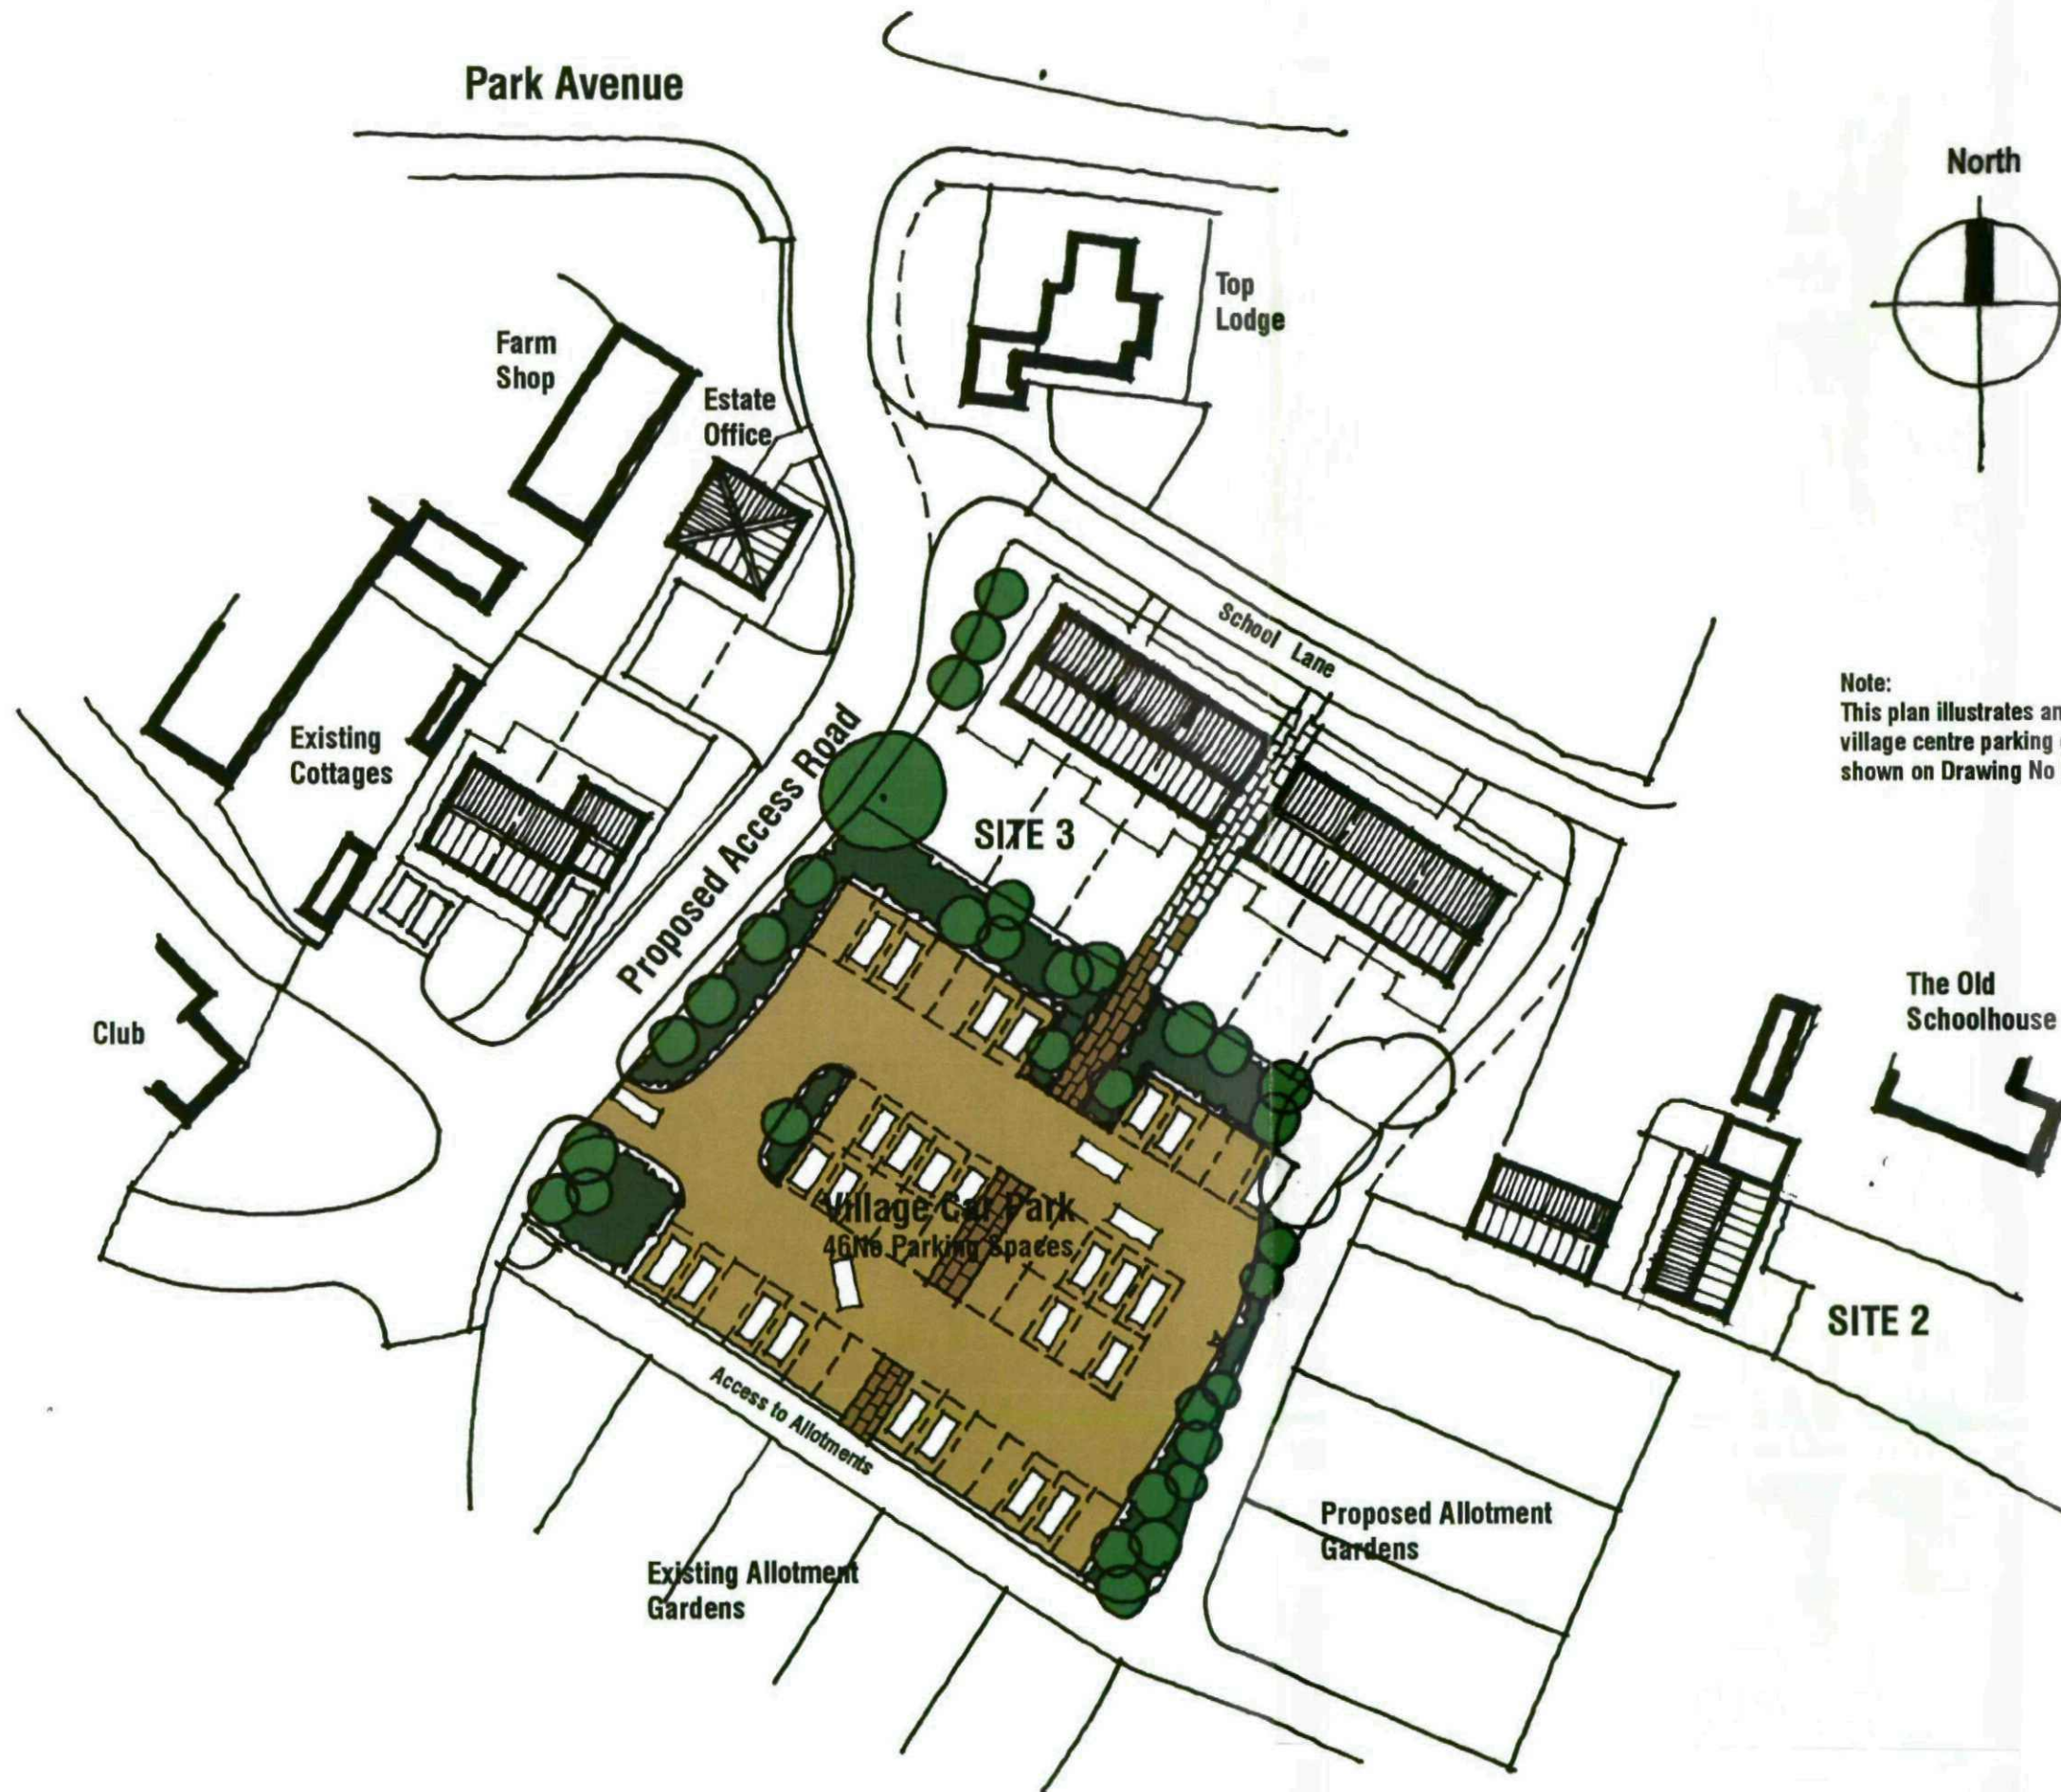 Park Avenue
North
Top
Lodge
Farm
Shop
Estate
Office
School Lane
Note:
This plan illustrates an
village centre parking
shown on Drawing No
Existing
Cottages
Proposed Access Road
SITE 3
The Old
Schoolhouse
Club
Village Car Park
46No Parking Spaces
SITE 2
Access to Allotments
Proposed Allotment
Gardens
Existing Allotment
Gardens